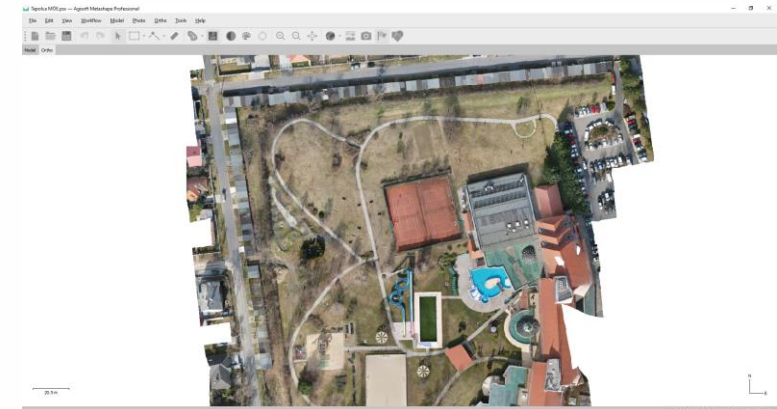 Tapolca MDE.psx — Agisoft Metashape Professional
File Edit View Workflow Model Photo Ortho Tools Help
Model Ortho
N
E